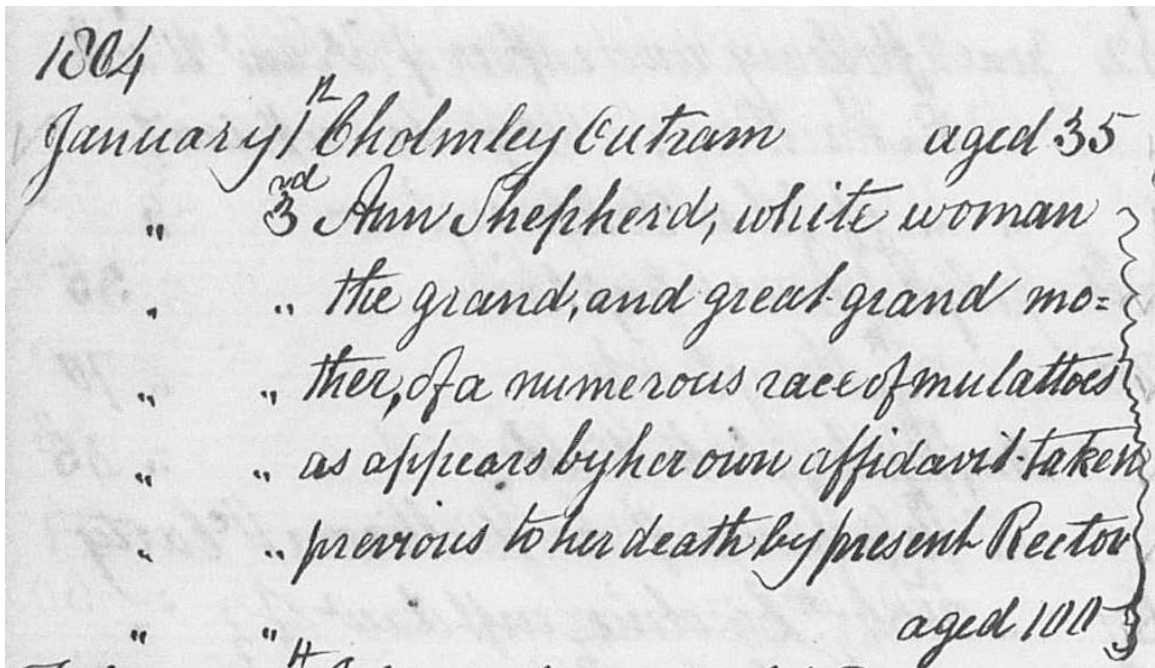 1804
January 1st Cholmley Outram aged 35
" 3rd Ann Shepherd, white woman
" " the grand, and great-grand mo=
" " ther, of a numerous race of mulattoes
" " as appears by her own affidavit taken
" " previous to her death by present Rector
" " aged 100